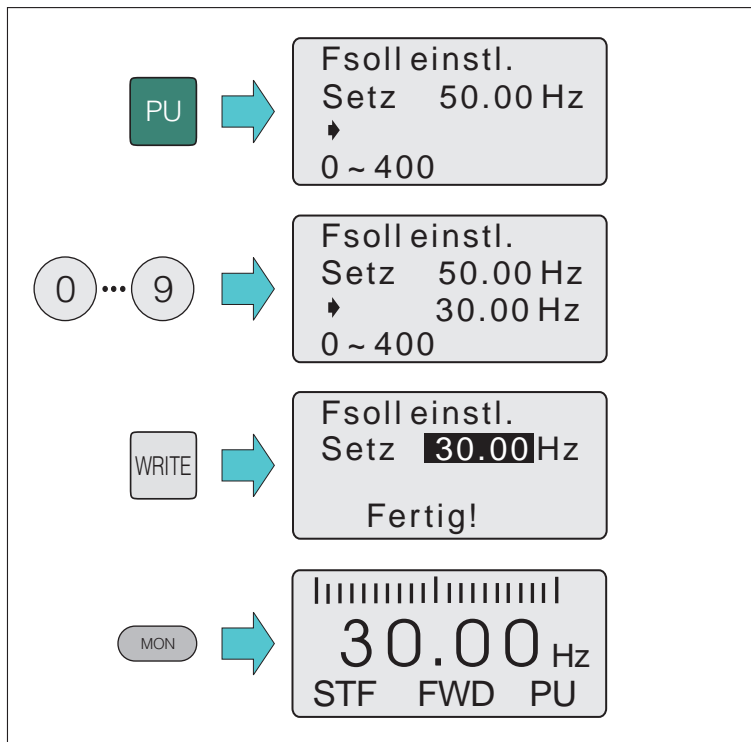 PU
Fsoll einstl.
Setz 50.00 Hz
0 ~ 400
0 ••• 9
Fsoll einstl.
Setz 50.00 Hz
30.00 Hz
0 ~ 400
WRITE
Fsoll einstl.
Setz 30.00 Hz
Fertig!
MON
30.00 Hz
STF FWD PU